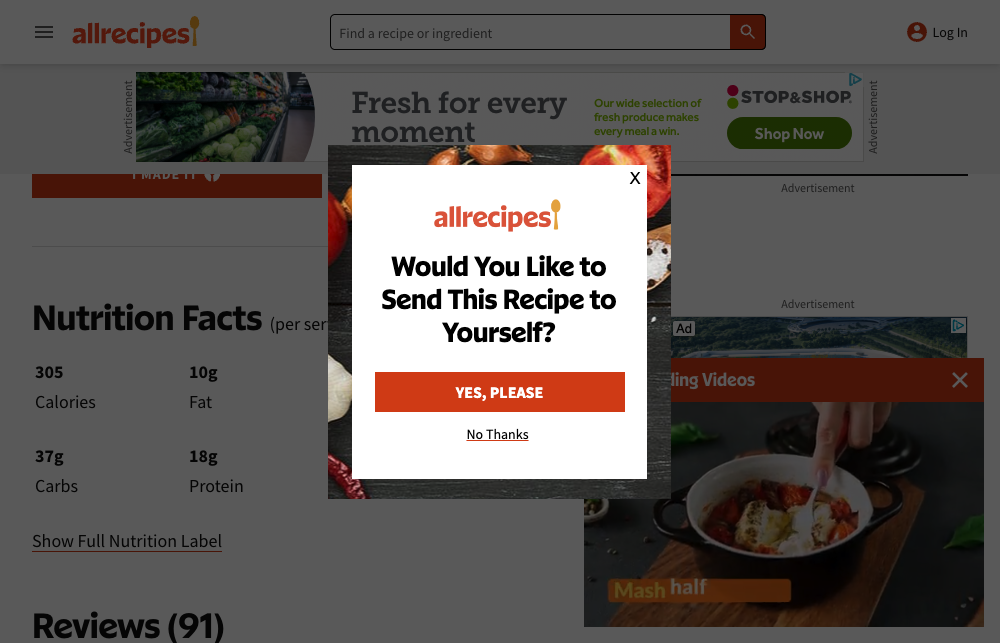 allrecipes
Find a recipe or ingredient
Log In
Advertisement
Fresh for every
moment
Our wide selection of
fresh produce makes
every meal a win.
STOP&SHOP.
Shop Now
Advertisement
I MADE IT
Advertisement
X
allrecipes
Would You Like to
Send This Recipe to
Yourself?
YES, PLEASE
No Thanks
Advertisement
Ad
Nutrition Facts (per ser
305
10g
Calories
Fat
37g
18g
Carbs
Protein
Show Full Nutrition Label
ding Videos
Mash half
Reviews (91)